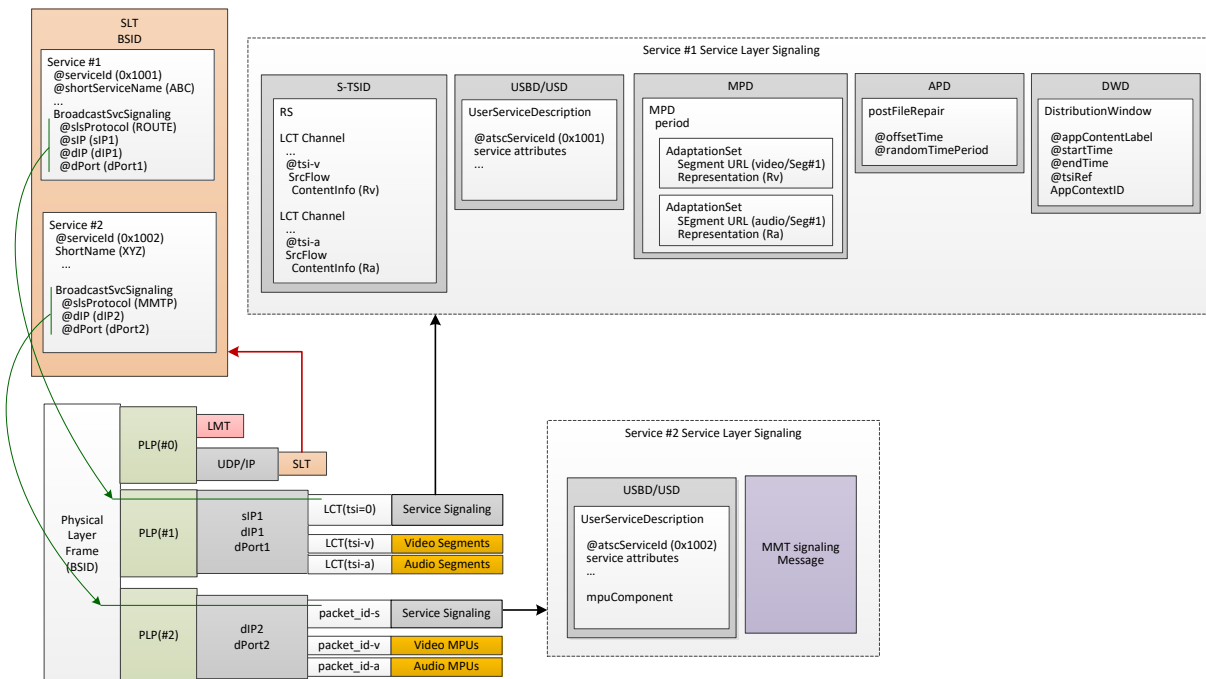 SLT
BSID
Service #1
@serviceId (0x1001)
@shortServiceName (ABC)
...
BroadcastSvcSignaling
@slsProtocol (ROUTE)
@sIP (sIP1)
@dIP (dIP1)
@dPort (dPort1)
Service #2
@serviceId (0x1002)
ShortName (XYZ)
...
BroadcastSvcSignaling
@slsProtocol (MMTP)
@dIP (dIP2)
@dPort (dPort2)
Service #1 Service Layer Signaling
S-TSID
RS
LCT Channel
...
@tsi-v
SrcFlow
ContentInfo (Rv)
LCT Channel
...
@tsi-a
SrcFlow
ContentInfo (Ra)
USBD/USD
UserServiceDescription
@atscServiceId (0x1001)
service attributes
...
MPD
MPD
period
AdaptationSet
Segment URL (video/Seg#1)
Representation (Rv)
AdaptationSet
SEgment URL (audio/Seg#1)
Representation (Ra)
APD
postFileRepair
@offsetTime
@randomTimePeriod
DWD
DistributionWindow
@appContentLabel
@startTime
@endTime
@tsiRef
AppContextID
Physical
Layer
Frame
(BSID)
PLP(#0)
LMT
UDP/IP
SLT
PLP(#1)
sIP1
dIP1
dPort1
LCT(tsi=0)
Service Signaling
LCT(tsi-v)
Video Segments
LCT(tsi-a)
Audio Segments
PLP(#2)
dIP2
dPort2
packet_id-s
Service Signaling
packet_id-v
Video MPUs
packet_id-a
Audio MPUs
Service #2 Service Layer Signaling
USBD/USD
UserServiceDescription
@atscServiceId (0x1002)
service attributes
...
mpuComponent
MMT signaling
Message